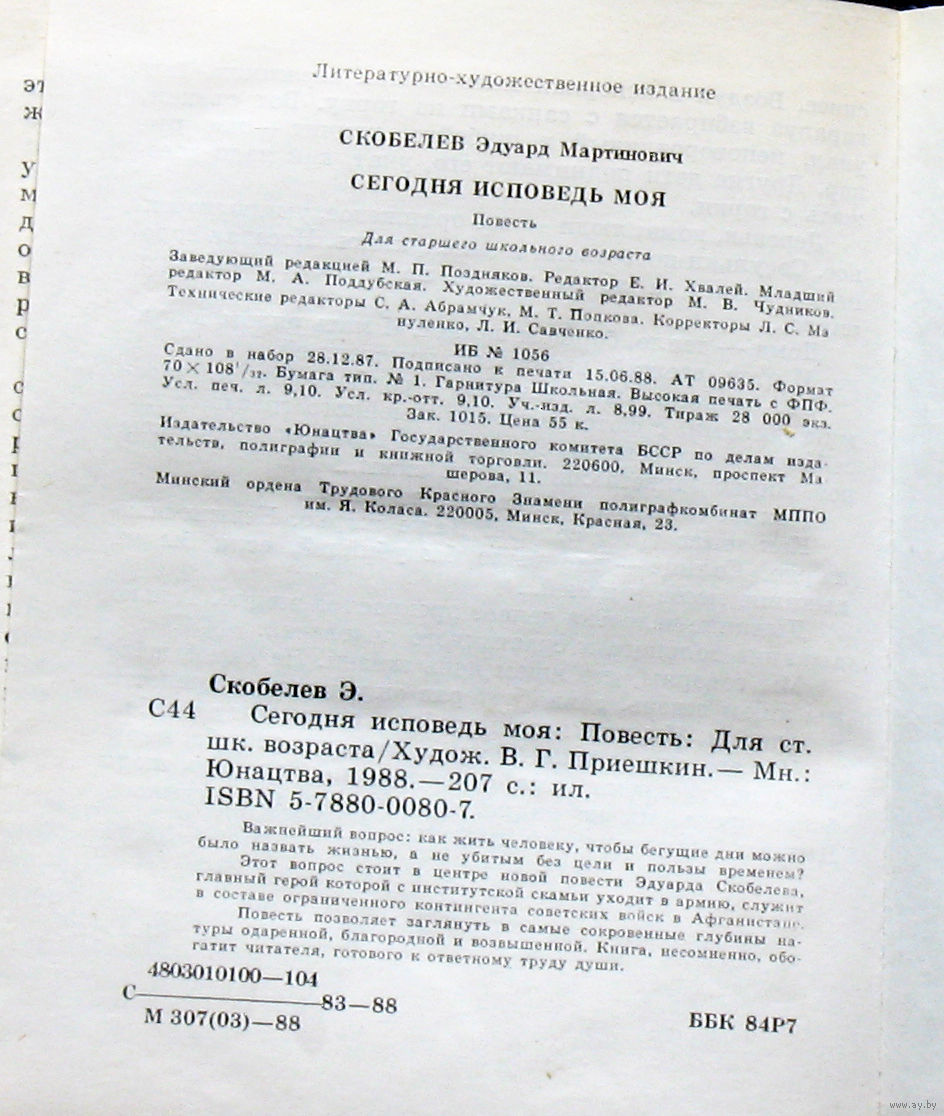 Литературно-художественное издание
СКОБЕЛЕВ Эдуард Мартинович
СЕГОДНЯ ИСПОВЕДЬ МОЯ
Повесть
Для старшего школьного возраста
Заведующий редакцией М. П. Поздняков. Редактор Е. И. Хвалей. Младший
редактор М. А. Поддубская. Художественный редактор М. В. Чудников.
Технические редакторы С. А. Абрамчук, М. Т. Попкова. Корректоры Л. С. Ма
нуленко, Л. И. Савченко.
ИБ № 1056
Сдано в набор 28.12.87. Подписано к печати 15.06.88. АТ 09635. Формат
70×108¹/₃₂. Бумага тип. № 1. Гарнитура Школьная. Высокая печать с ФПФ.
Усл. печ. л. 9,10. Усл. кр.-отт. 9,10. Уч.-изд. л. 8,99. Тираж 28 000 экз.
Зак. 1015. Цена 55 к.
Издательство «Юнацтва» Государственного комитета БССР по делам изда-
тельств, полиграфии и книжной торговли. 220600, Минск, проспект Ма
шерова, 11.
Минский ордена Трудового Красного Знамени полиграфкомбинат МППО
им. Я. Коласа. 220005, Минск, Красная, 23.
Скобелев Э.
С44 Сегодня исповедь моя: Повесть: Для ст.
шк. возраста/Худож. В. Г. Приешкин.— Мн.:
Юнацтва, 1988.—207 с.: ил.
ISBN 5-7880-0080-7.
Важнейший вопрос: как жить человеку, чтобы бегущие дни можно
было назвать жизнью, а не убитым без цели и пользы временем?
Этот вопрос стоит в центре новой повести Эдуарда Скобелева,
главный герой которой с институтской скамьи уходит в армию, служит
в составе ограниченного контингента советских войск в Афганистане.
Повесть позволяет заглянуть в самые сокровенные глубины на-
туры одаренной, благородной и возвышенной. Книга, несомненно, обо-
гатит читателя, готового к ответному труду души.
4803010100—104
С 83—88
М 307(03)—88
ББК 84Р7
www.ay.by